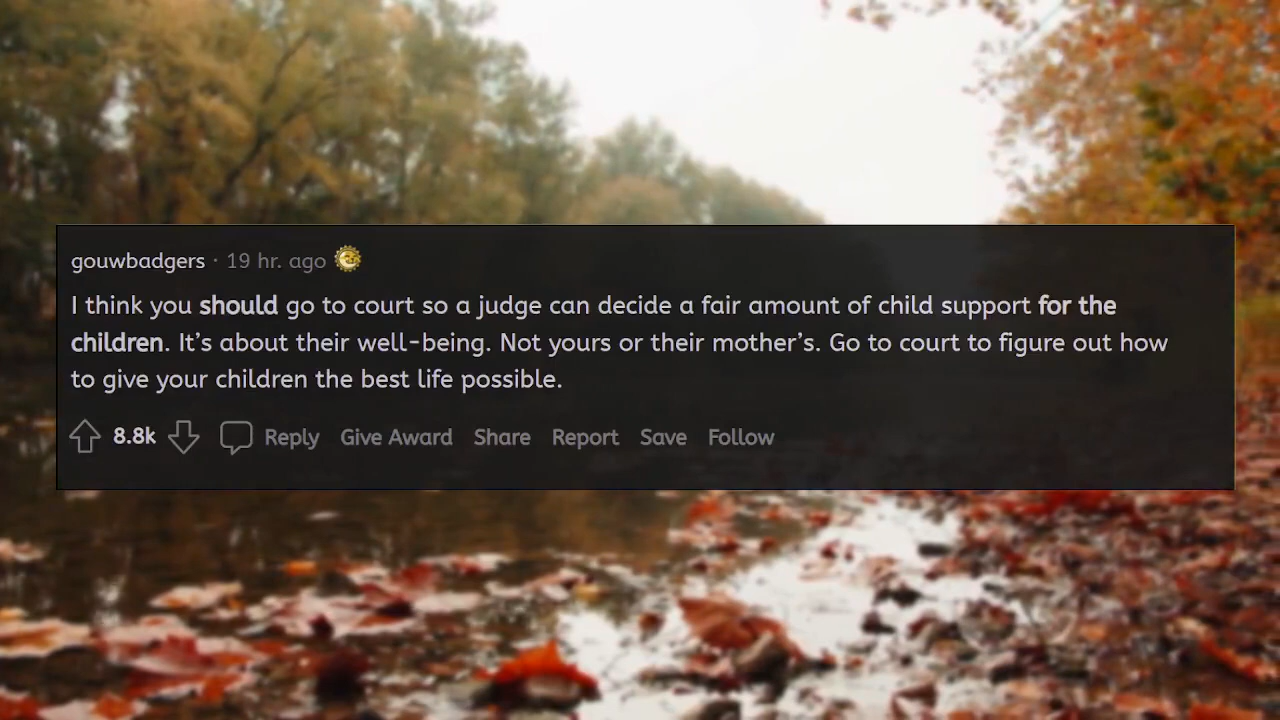 gouwbadgers · 19 hr. ago
I think you should go to court so a judge can decide a fair amount of child support for the
children. It’s about their well-being. Not yours or their mother’s. Go to court to figure out how
to give your children the best life possible.
8.8k Reply Give Award Share Report Save Follow